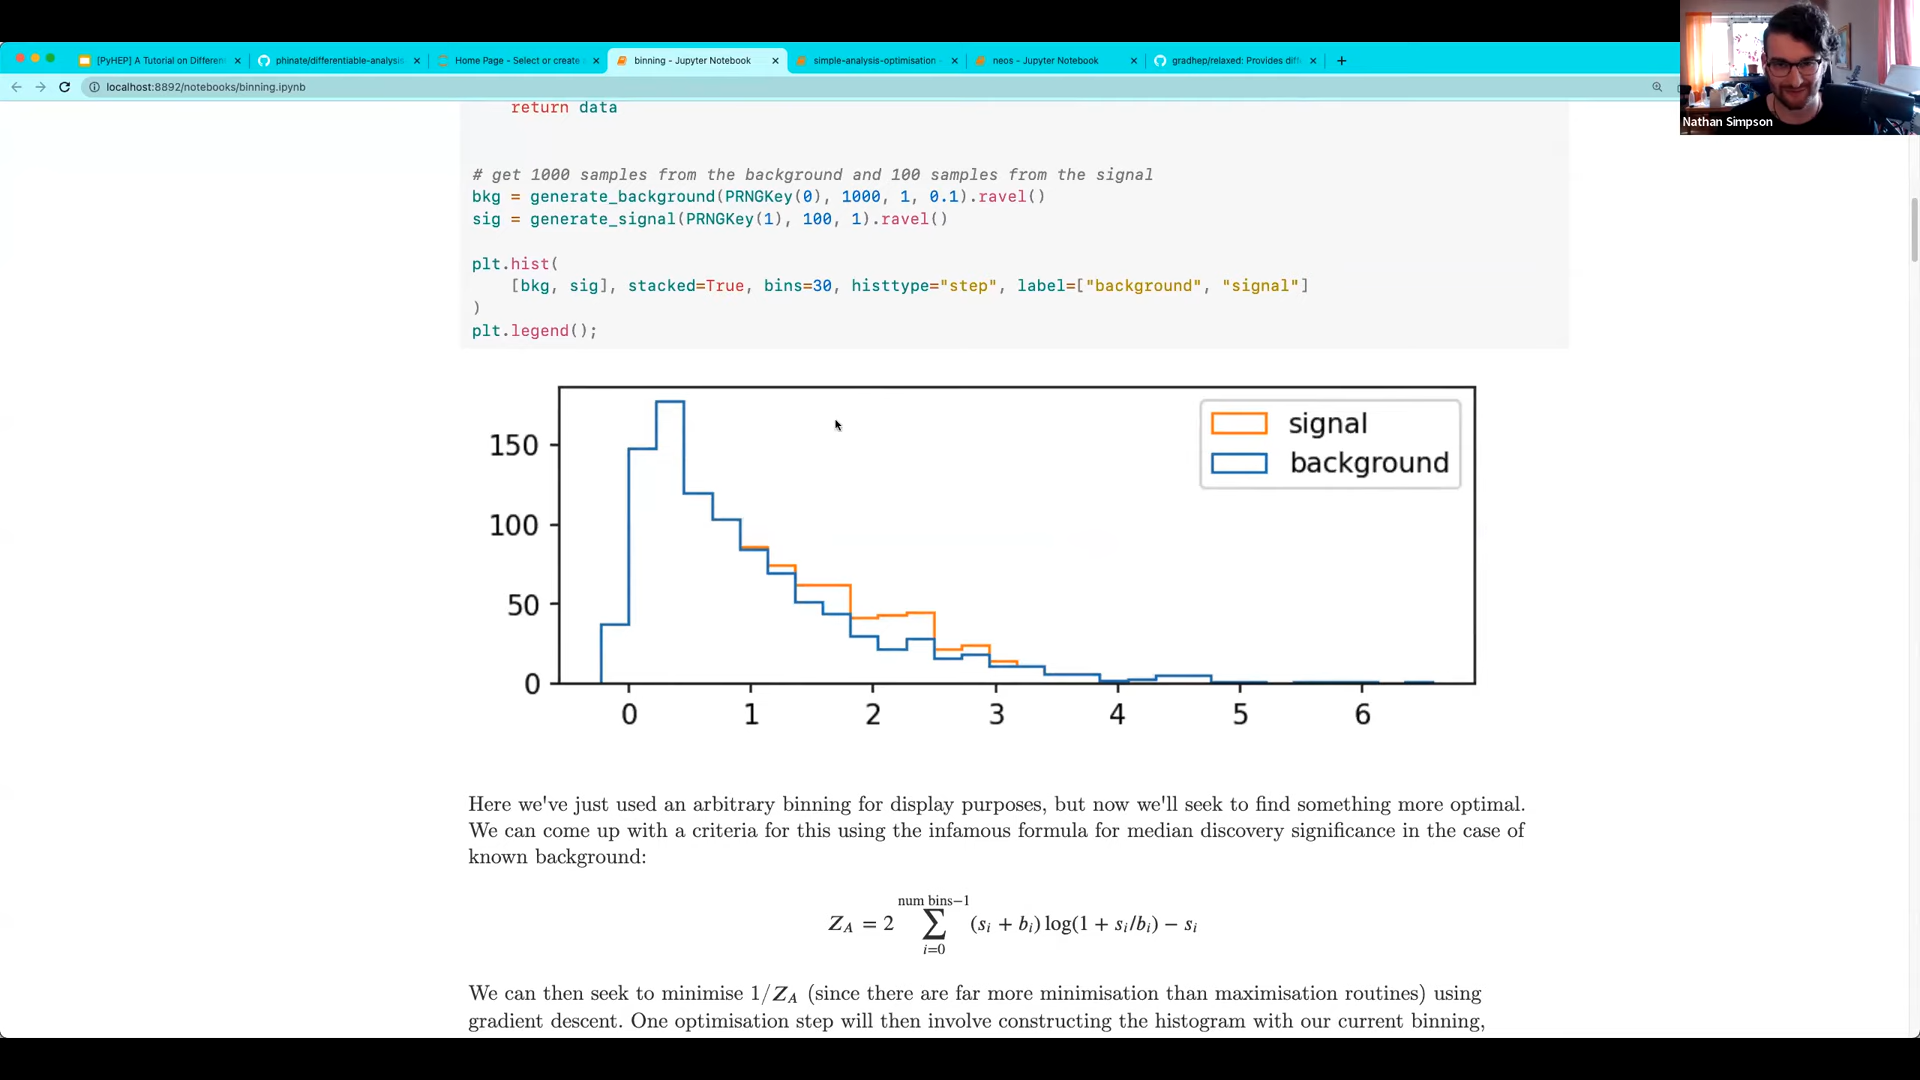 [PyHEP] A Tutorial on Differen
phinate/differentiable-analysis
Home Page - Select or create
binning - Jupyter Notebook
simple-analysis-optimisation
neos - Jupyter Notebook
gradhep/relaxed: Provides diff
localhost:8892/notebooks/binning.ipynb
Nathan Simpson
return data
# get 1000 samples from the background and 100 samples from the signal
bkg = generate_background(PRNGKey(0), 1000, 1, 0.1).ravel()
sig = generate_signal(PRNGKey(1), 100, 1).ravel()
plt.hist(
[bkg, sig], stacked=True, bins=30, histtype="step", label=["background", "signal"]
)
plt.legend();
signal
background
150
100
50
0
0 1 2 3 4 5 6
Here we've just used an arbitrary binning for display purposes, but now we'll seek to find something more optimal.
We can come up with a criteria for this using the infamous formula for median discovery significance in the case of
known background:
Z_A = 2 ∑_{i=0}^{num bins−1} (s_i + b_i) log(1 + s_i/b_i) − s_i
We can then seek to minimise 1/Z_A (since there are far more minimisation than maximisation routines) using
gradient descent. One optimisation step will then involve constructing the histogram with our current binning,